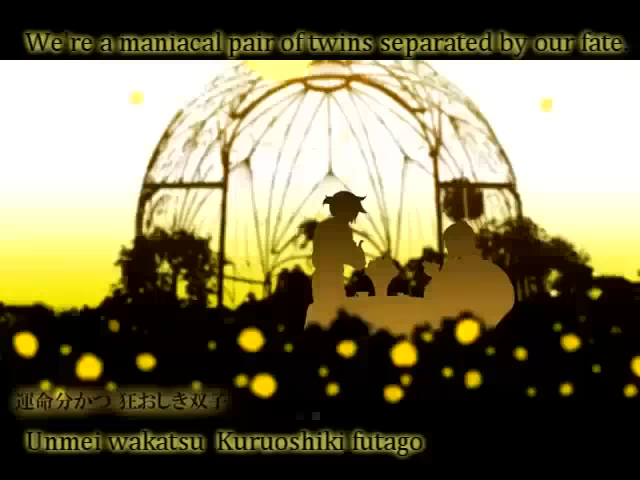 We're a maniacal pair of twins separated by our fate.
運命分かつ 狂おしき双子
Unmei wakatsu Kuruoshiki futago